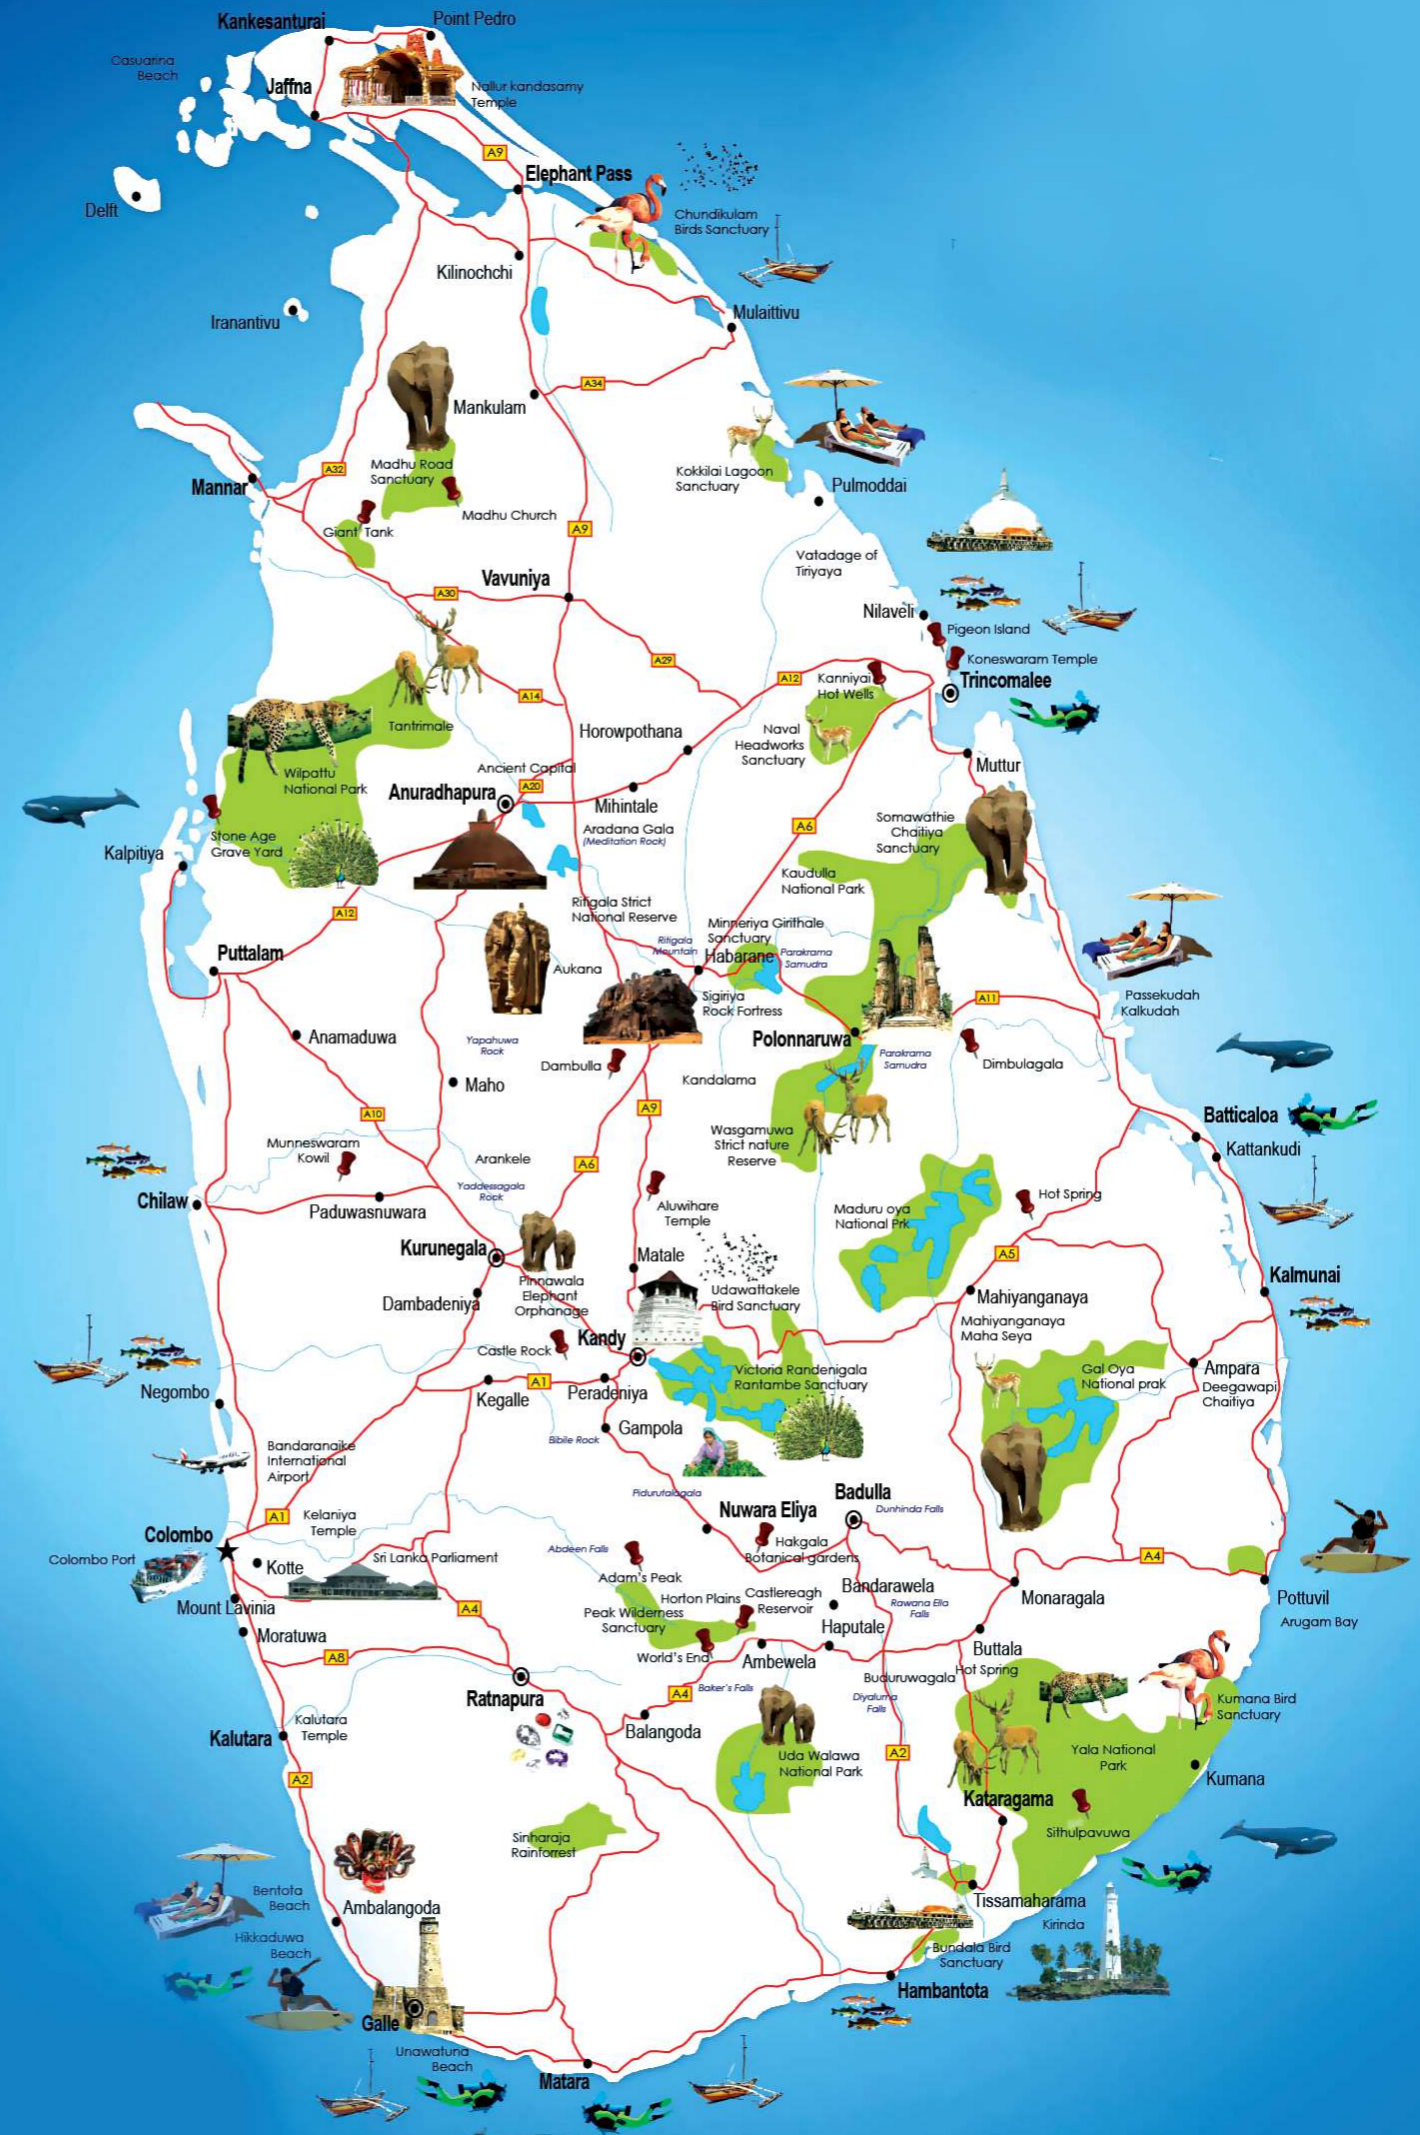 Kankesanturai
Point Pedro
Casuarina
Beach
Jaffna
Nallur kandasamy
Temple
A9
Elephant Pass
Delft
Chundikulam
Birds Sanctuary
Kilinochchi
Iranantivu
Mulaittivu
A34
Mankulam
A32
Madhu Road
Sanctuary
Kokkilai Lagoon
Sanctuary
Mannar
Pulmoddai
Madhu Church
Giant Tank
A9
Vatadage of
Tiriyaya
Vavuniya
A30
Nilaveli
Pigeon Island
A29
Koneswaram Temple
A12
Kanniyai
Hot Wells
Trincomalee
A14
Tantrimale
Horowpothana
Naval
Headworks
Sanctuary
Muttur
Wilpattu
National Park
Ancient Capital
Anuradhapura
A20
Mihintale
Aradana Gala
(Meditation Rock)
A6
Somawathie
Chaitiya
Sanctuary
Stone Age
Grave Yard
Kalpitiya
Kaudulla
National Park
A12
Ritigala Strict
National Reserve
Minneriya Girithale
Sanctuary
Ritigala
Mountain
Habarane
Parakrama
Samudra
Puttalam
Aukana
Sigiriya
Rock Fortress
A11
Passekudah
Kalkudah
Anamaduwa
Yapahuwa
Rock
Polonnaruwa
Parakrama
Samudra
Dimbulagala
Dambulla
Maho
Kandalama
A10
A9
Batticaloa
Kattankudi
Munneswaram
Kowil
Arankele
A6
Wasgamuwa
Strict nature
Reserve
Yaddessagala
Rock
Chilaw
Paduwasnuwara
Aluwihare
Temple
Maduru oya
National Prk
Hot Spring
Kurunegala
Matale
A5
Kalmunai
Pinnawala
Elephant
Orphanage
Dambadeniya
Udawattakele
Bird Sanctuary
Mahiyanganaya
Mahiyanganaya
Maha Seya
Castle Rock
Kandy
Victoria Randenigala
Rantambe Sanctuary
Gal Oya
National prak
Ampara
Deegawapi
Chaitiya
Negombo
Kegalle
A1
Peradeniya
Gampola
Bibile Rock
Bandaranaike
International
Airport
Pidurutalagala
Nuwara Eliya
Badulla
Dunhinda Falls
A1
Kelaniya
Temple
Colombo
Colombo Port
Kotte
Sri Lanka Parliament
Abdeen Falls
Hakgala
Botanical gardens
A4
Adam's Peak
Mount Lavinia
Horton Plains
Castlereagh
Reservoir
Bandarawela
Rawana Ella
Falls
Monaragala
Pottuvil
Arugam Bay
A4
Peak Wilderness
Sanctuary
Moratuwa
Haputale
Buttala
A8
World's End
Ambewela
Buduruwagala
Hot Spring
Ratnapura
A4
Baker's Falls
Diyaluma
Falls
Kumana Bird
Sanctuary
Kalutara
Kalutara
Temple
Balangoda
Uda Walawa
National Park
A2
Yala National
Park
Kumana
A2
Kataragama
Sithulpavuwa
Sinharaja
Rainforrest
Bentota
Beach
Ambalangoda
Tissamaharama
Kirinda
Hikkaduwa
Beach
Bundala Bird
Sanctuary
Hambantota
Galle
Unawatuna
Beach
Matara